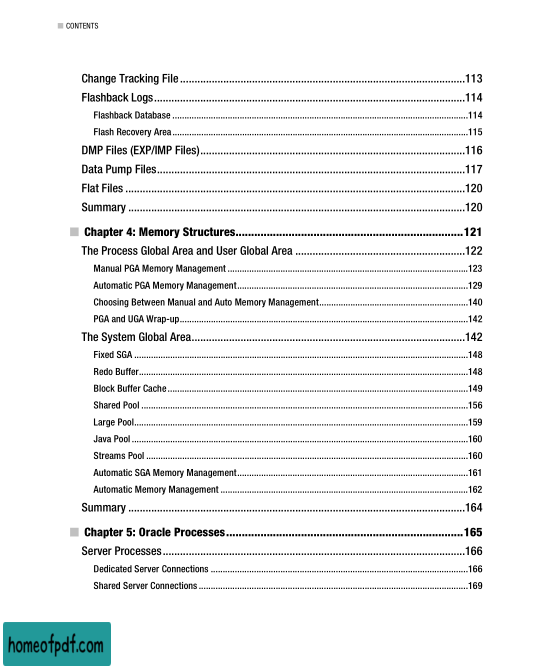 CONTENTS
Change Tracking File ... 113
Flashback Logs ... 114
Flashback Database ... 114
Flash Recovery Area ... 115
DMP Files (EXP/IMP Files) ... 116
Data Pump Files ... 117
Flat Files ... 120
Summary ... 120
Chapter 4: Memory Structures ... 121
The Process Global Area and User Global Area ... 122
Manual PGA Memory Management ... 123
Automatic PGA Memory Management ... 129
Choosing Between Manual and Auto Memory Management ... 140
PGA and UGA Wrap-up ... 142
The System Global Area ... 142
Fixed SGA ... 148
Redo Buffer ... 148
Block Buffer Cache ... 149
Shared Pool ... 156
Large Pool ... 159
Java Pool ... 160
Streams Pool ... 160
Automatic SGA Memory Management ... 161
Automatic Memory Management ... 162
Summary ... 164
Chapter 5: Oracle Processes ... 165
Server Processes ... 166
Dedicated Server Connections ... 166
Shared Server Connections ... 169
homeofpdf.com